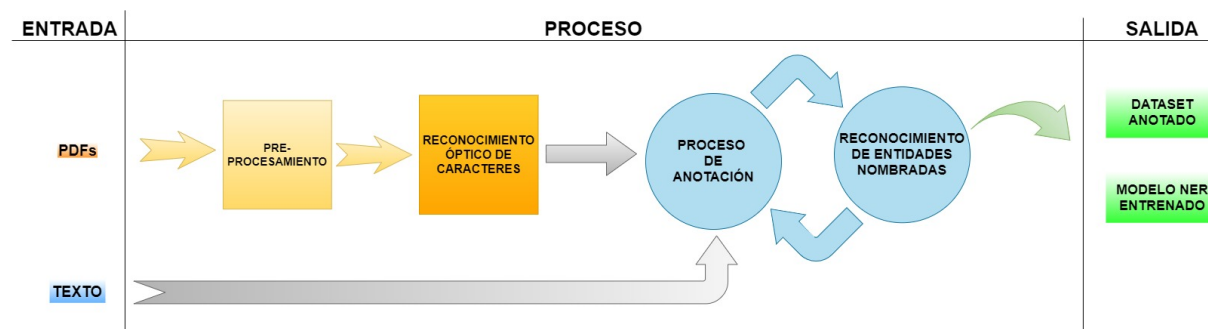 ENTRADA
PROCESO
SALIDA
PDFs
PRE-
PROCESAMIENTO
RECONOCIMIENTO
ÓPTICO DE
CARACTERES
PROCESO
DE
ANOTACIÓN
RECONOCIMIENTO
DE ENTIDADES
NOMBRADAS
DATASET
ANOTADO
MODELO NER
ENTRENADO
TEXTO